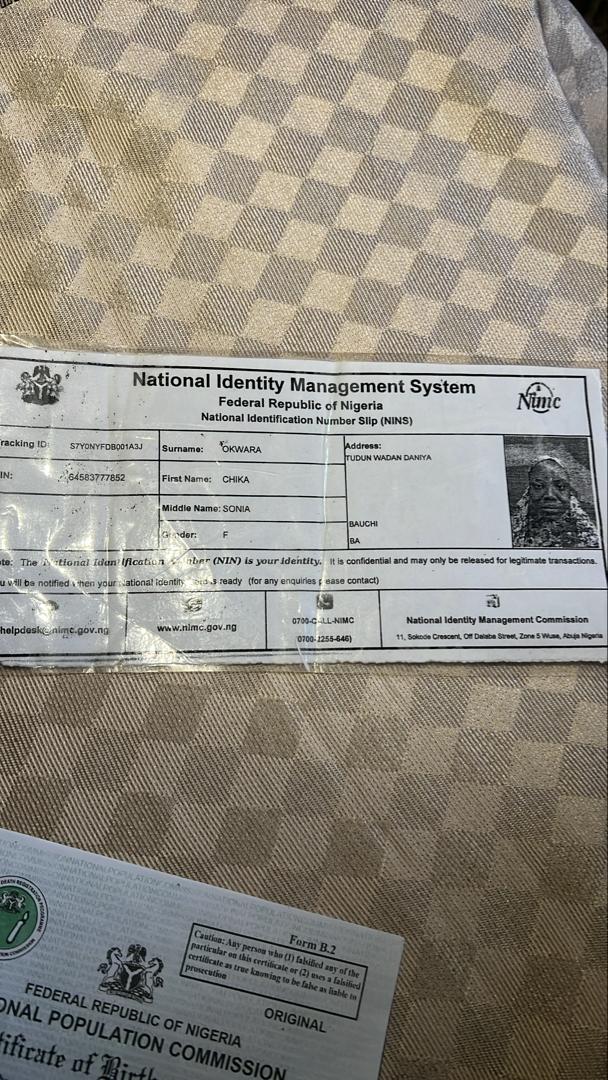 National Identity Management System
Federal Republic of Nigeria
National Identification Number Slip (NINS)
Nimc
racking ID: S7Y0NYFDB001A3J
Surname: OKWARA
Address:
TUDUN WADAN DANIYA
IN: 64583777852
First Name: CHIKA
Middle Name: SONIA
Gender: F
BAUCHI
BA
te: The National Identification Number (NIN) is your identity. It is confidential and may only be released for legitimate transactions.
u will be notified when your National Identity is ready (for any enquiries please contact)
helpdesk@nimc.gov.ng
www.nimc.gov.ng
0700-CALL-NIMC
(0700-2255-646)
National Identity Management Commission
11, Sokode Crescent, Off Dalaba Street, Zone 5 Wuse, Abuja Nigeria
Form B.2
Caution: Any person who (1) falsified any of the
particular on this certificate or (2) uses a falsified
certificate as true knowing to be false as liable to
prosecution
ORIGINAL
FEDERAL REPUBLIC OF NIGERIA
ONAL POPULATION COMMISSION
tificate of Birth